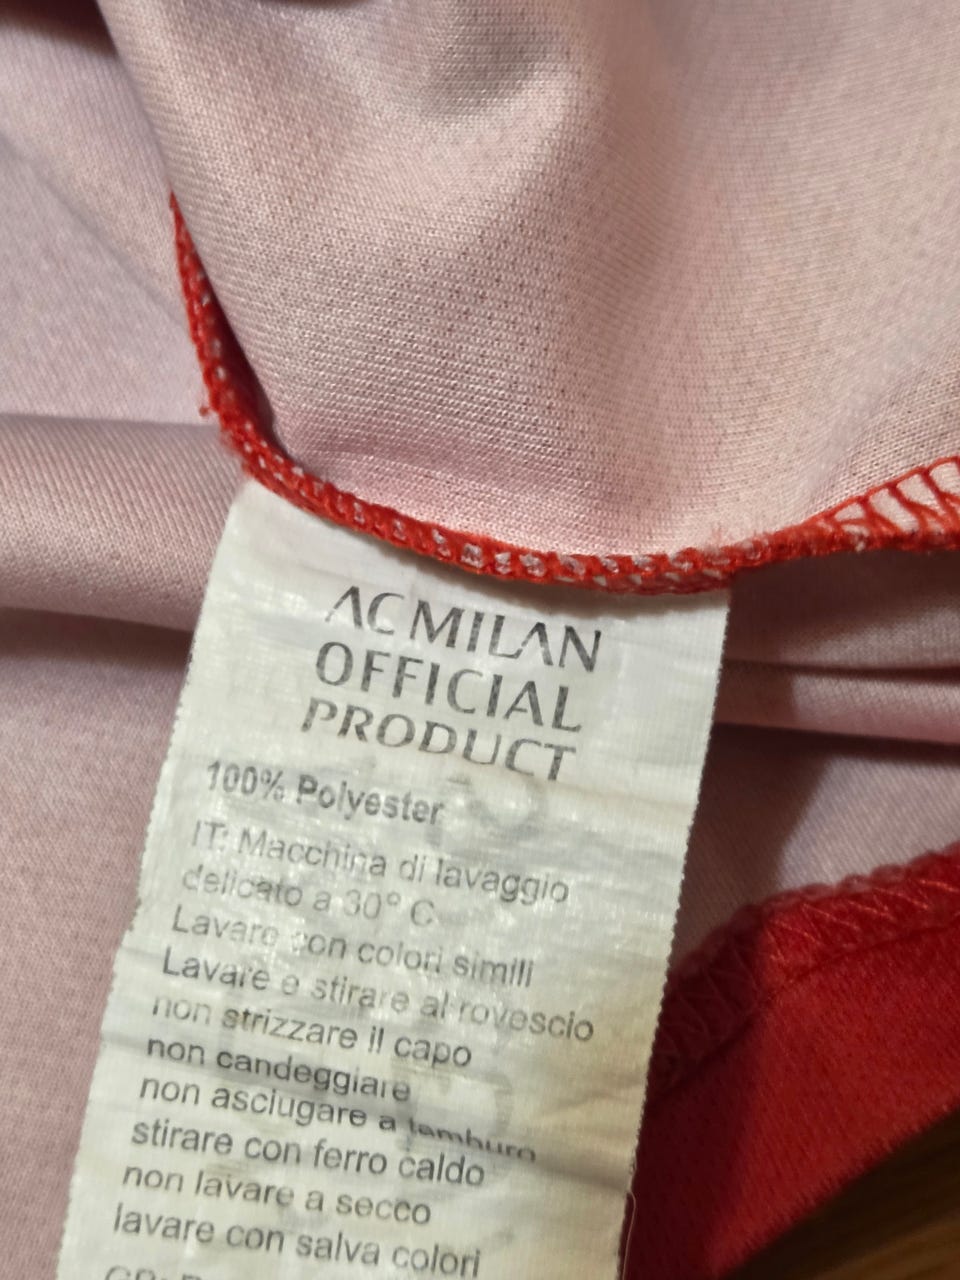 AC MILAN
OFFICIAL
PRODUCT
100% Polyester
IT: Macchina di lavaggio
delicato a 30° C
Lavare con colori simili
Lavare e stirare al rovescio
non strizzare il capo
non candeggiare
non asciugare a tamburo
stirare con ferro caldo
non lavare a secco
lavare con salva colori